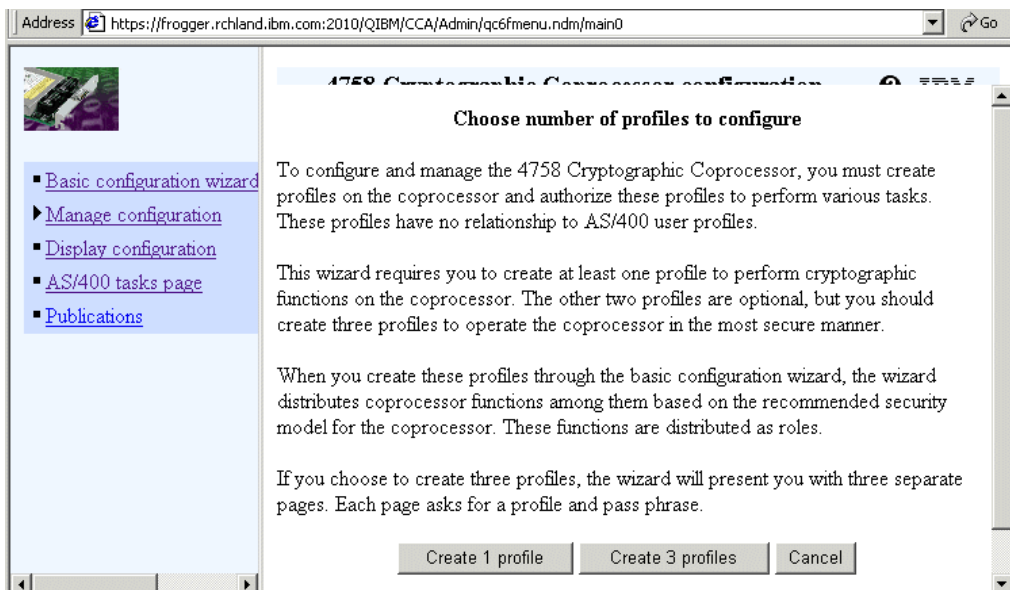 Address https://frogger.rchland.ibm.com:2010/QIBM/CCA/Admin/qc6fmenu.ndm/main0 Go
4758 Cryptographic Coprocessor configuration IBM
Basic configuration wizard
Manage configuration
Display configuration
AS/400 tasks page
Publications
Choose number of profiles to configure
To configure and manage the 4758 Cryptographic Coprocessor, you must create
profiles on the coprocessor and authorize these profiles to perform various tasks.
These profiles have no relationship to AS/400 user profiles.
This wizard requires you to create at least one profile to perform cryptographic
functions on the coprocessor. The other two profiles are optional, but you should
create three profiles to operate the coprocessor in the most secure manner.
When you create these profiles through the basic configuration wizard, the wizard
distributes coprocessor functions among them based on the recommended security
model for the coprocessor. These functions are distributed as roles.
If you choose to create three profiles, the wizard will present you with three separate
pages. Each page asks for a profile and pass phrase.
Create 1 profile Create 3 profiles Cancel